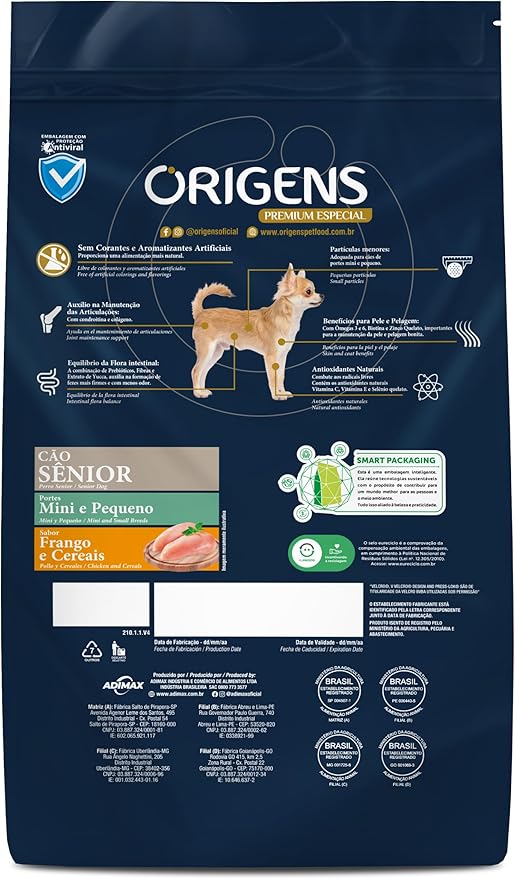 EMBALAGEM COM
PROTEÇÃO
Antiviral
ORIGENS
PREMIUM ESPECIAL
@origensoficial www.origenspetfood.com.br
Sem Corantes e Aromatizantes Artificiais
Proporciona uma alimentação mais natural.
Libre de colorantes y aromatizantes artificiales
Free of artificial colorings and flavorings
Partículas menores:
Adequada para cães de
portes mini e pequeno.
Pequeñas partículas
Small particles
Auxílio na Manutenção
das Articulações:
Com condroitina e colágeno.
Ayuda en el mantenimiento de articulaciones
Joint maintenance support
Benefícios para Pele e Pelagem:
Com Ômega 3 e 6, Biotina e Zinco Quelato, importantes
para a manutenção da pele e pelagem bonita.
Beneficios para la piel y el pelaje
Skin and coat benefits
Equilíbrio da Flora intestinal:
A combinação de Prebióticos, Fibras e
Extrato de Yucca, auxilia na formação de
fezes mais firmes e com menos odor.
Equilibrio de la flora intestinal
Intestinal flora balance
Antioxidantes Naturais
Combate aos radicais livres
Contém os antioxidantes naturais
Vitamina C, Vitamina E e Selênio quelato.
Antioxidantes naturales
Natural antioxidants
CÃO
SÊNIOR
Perro Senior / Senior Dog
Portes
Mini e Pequeno
Mini y Pequeño / Mini and Small Breeds
Sabor
Frango
e Cereais
Pollo y Cereales / Chicken and Cereals
Imagem meramente ilustrativa
SMART PACKAGING
Esta é uma embalagem inteligente.
Ela reúne tecnologias sustentáveis
com o propósito de contribuir para
um mundo melhor para as pessoas e
o meio ambiente.
Tudo isso aliado à beleza e praticidade.
eureciclo
incentivando
a reciclagem
O selo eureciclo é a comprovação da
compensação ambiental das embalagens,
em cumprimento à Política Nacional de
Resíduos Sólidos (Lei nº. 12.305/2010).
Acesse: www.eureciclo.com.br
*VELCRO®, V VELCRO® DESIGN AND PRESS-LOK® SÃO DE
TITULARIDADE DA VELCRO BVBA UTILIZADAS SOB PERMISSÃO"
O ESTABELECIMENTO FABRICANTE ESTÁ
IDENTIFICADO PELA LETRA CORRESPONDENTE
JUNTO À DATA DE FABRICAÇÃO.
PRODUTO ISENTO DE REGISTRO PELO
MINISTÉRIO DA AGRICULTURA, PECUÁRIA E
ABASTECIMENTO.
210.1.1.V4
Data de Fabricação - dd/mm/aa
Fecha de Fabricación / Production Date
Data de Validade - dd/mm/aa
Fecha de Caducidad / Expiration Date
7
OUTROS
DESCARTE
SELETIVO
ADIMAX
Produzido por / Producido por / Produced by:
ADIMAX INDÚSTRIA E COMÉRCIO DE ALIMENTOS LTDA
INDÚSTRIA BRASILEIRA SAC 0800 773 3577
www.adimax.com.br @adimaxoficial
Matriz (A): Fábrica Salto de Pirapora-SP
Avenida Agenor Leme dos Santos, 495
Distrito Industrial - Cx. Postal 54
Salto de Pirapora-SP - CEP: 18160-000
CNPJ: 03.887.324/0001-81
IE: 602.065.921.117
Filial (B): Fábrica Abreu e Lima-PE
Distrito Industrial
Abreu e Lima-PE - CEP: 53520-820
CNPJ: 03.887.324/0002-62
IE: 0338921-99
Filial (C): Fábrica Uberlândia-MG
Rua Ângelo Naghettini, 205
Distrito Industrial
Uberlândia-MG - CEP: 38402-356
CNPJ: 03.887.324/0006-96
IE: 001.032.443-01.16
Filial (D): Fábrica Goianápolis-GO
Rodovia GO 415, km 2,5
Zona Rural - Cx. Postal 22
Goianápolis-GO - CEP: 75170-000
CNPJ: 03.887.324/0012-34
IE: 10.646.637-2
MINISTÉRIO DA AGRICULTURA
BRASIL
ESTABELECIMENTO
REGISTRADO
ALIMENTAÇÃO ANIMAL
MATRIZ (A)
MINISTÉRIO DA AGRICULTURA
BRASIL
ESTABELECIMENTO
REGISTRADO
ALIMENTAÇÃO ANIMAL
FILIAL (B)
MINISTÉRIO DA AGRICULTURA
BRASIL
ESTABELECIMENTO
REGISTRADO
ALIMENTAÇÃO ANIMAL
FILIAL (C)
MINISTÉRIO DA AGRICULTURA
BRASIL
ESTABELECIMENTO
REGISTRADO
ALIMENTAÇÃO ANIMAL
FILIAL (D)